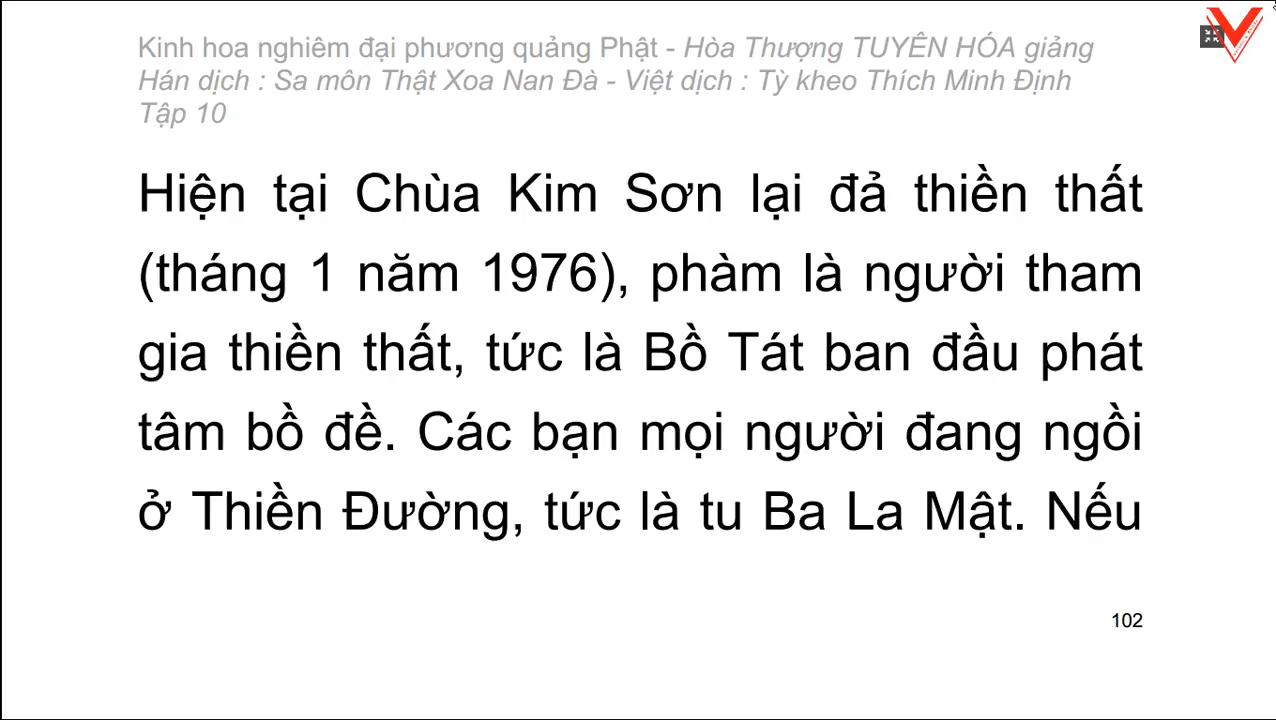 Kinh hoa nghiêm đại phương quảng Phật - Hòa Thượng TUYÊN HÓA giảng
Hán dịch : Sa môn Thật Xoa Nan Đà - Việt dịch : Tỳ kheo Thích Minh Định
Tập 10
Hiện tại Chùa Kim Sơn lại đả thiền thất
(tháng 1 năm 1976), phàm là người tham
gia thiền thất, tức là Bồ Tát ban đầu phát
tâm bồ đề. Các bạn mọi người đang ngồi
ở Thiền Đường, tức là tu Ba La Mật. Nếu
102